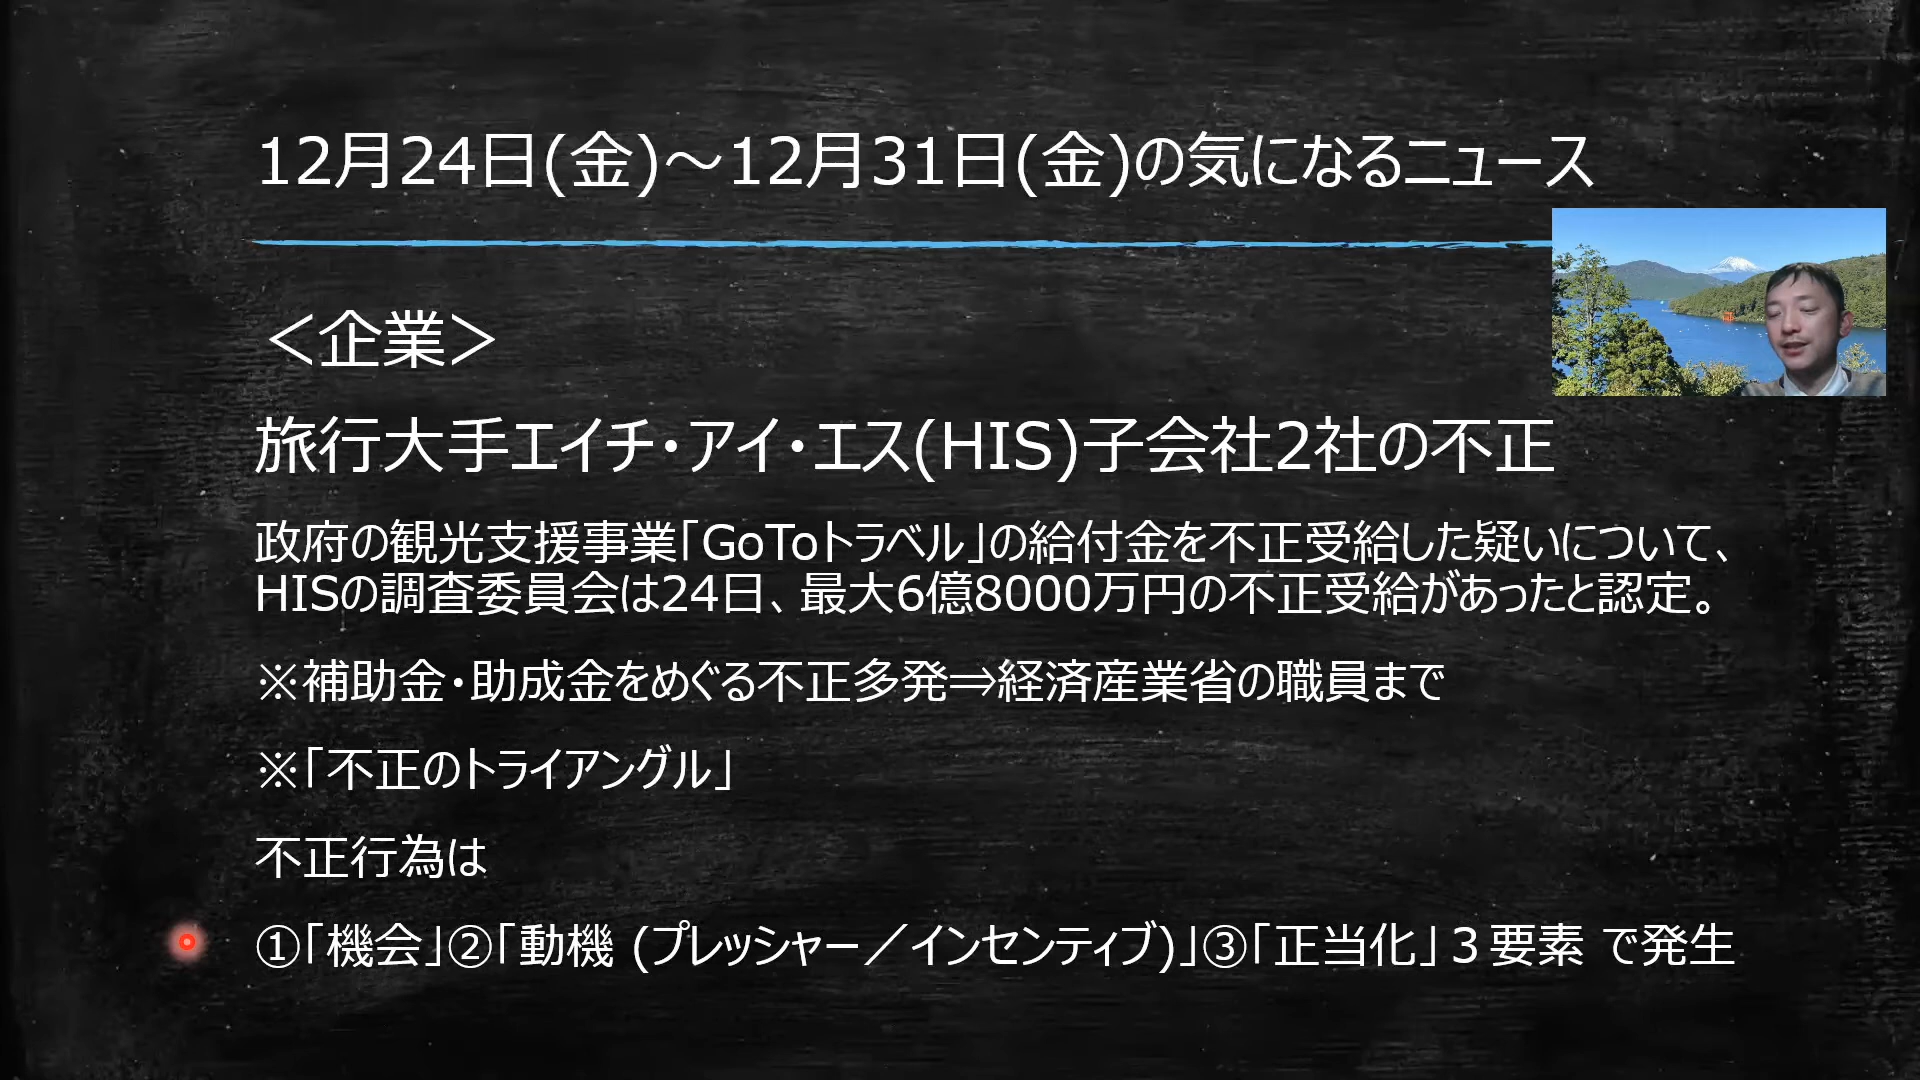 12月24日(金)～12月31日(金)の気になるニュース
＜企業＞
旅行大手エイチ・アイ・エス(HIS)子会社2社の不正
政府の観光支援事業「GoToトラベル」の給付金を不正受給した疑いについて、
HISの調査委員会は24日、最大6億8000万円の不正受給があったと認定。
※補助金・助成金をめぐる不正多発⇒経済産業省の職員まで
※「不正のトライアングル」
不正行為は
①「機会」②「動機 (プレッシャー／インセンティブ)」③「正当化」３要素 で発生